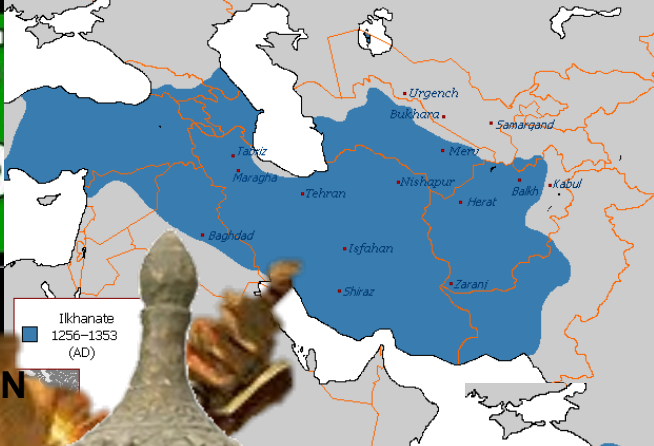 Urgench
Bukhara
Samarqand
Tabriz
Merv
Maragha
Nishapur
Tehran
Balkh
Kabul
Herat
Baghdad
Isfahan
Zaranj
Shiraz
Ilkhanate
1256–1353
(AD)
N